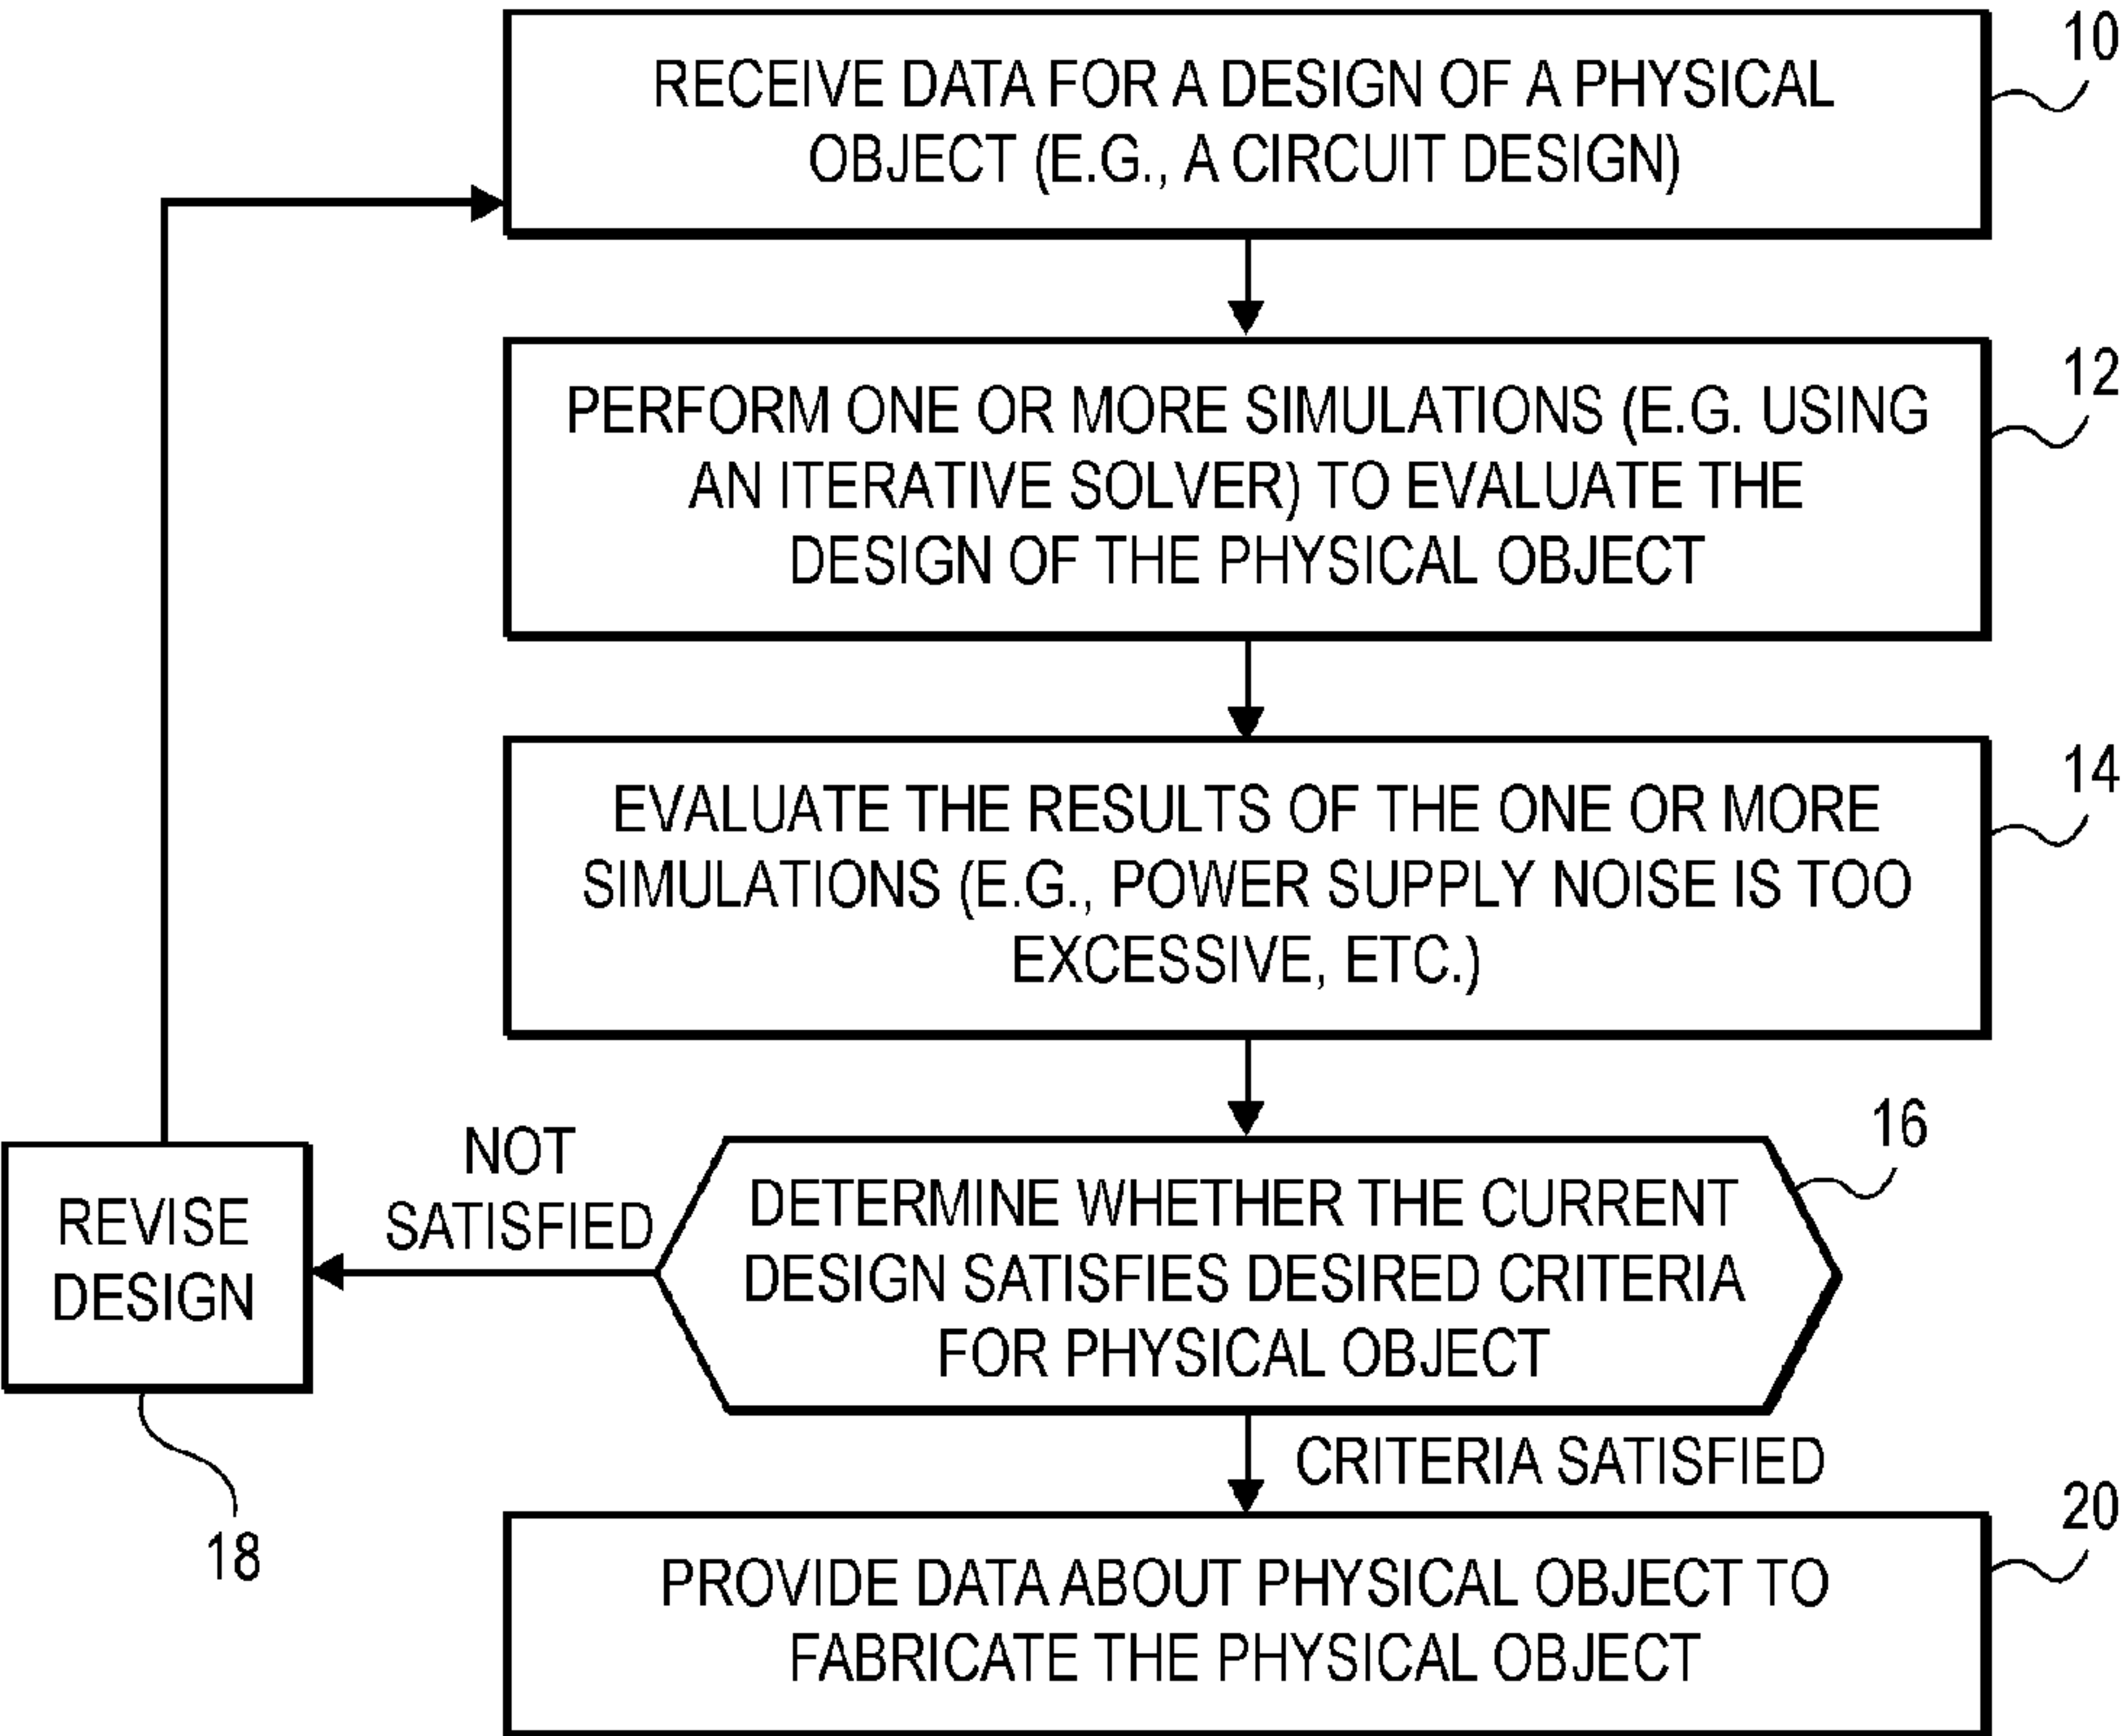 10
RECEIVE DATA FOR A DESIGN OF A PHYSICAL
OBJECT (E.G., A CIRCUIT DESIGN)
12
PERFORM ONE OR MORE SIMULATIONS (E.G. USING
AN ITERATIVE SOLVER) TO EVALUATE THE
DESIGN OF THE PHYSICAL OBJECT
14
EVALUATE THE RESULTS OF THE ONE OR MORE
SIMULATIONS (E.G., POWER SUPPLY NOISE IS TOO
EXCESSIVE, ETC.)
16
DETERMINE WHETHER THE CURRENT
DESIGN SATISFIES DESIRED CRITERIA
FOR PHYSICAL OBJECT
NOT
SATISFIED
REVISE
DESIGN
18
CRITERIA SATISFIED
20
PROVIDE DATA ABOUT PHYSICAL OBJECT TO
FABRICATE THE PHYSICAL OBJECT